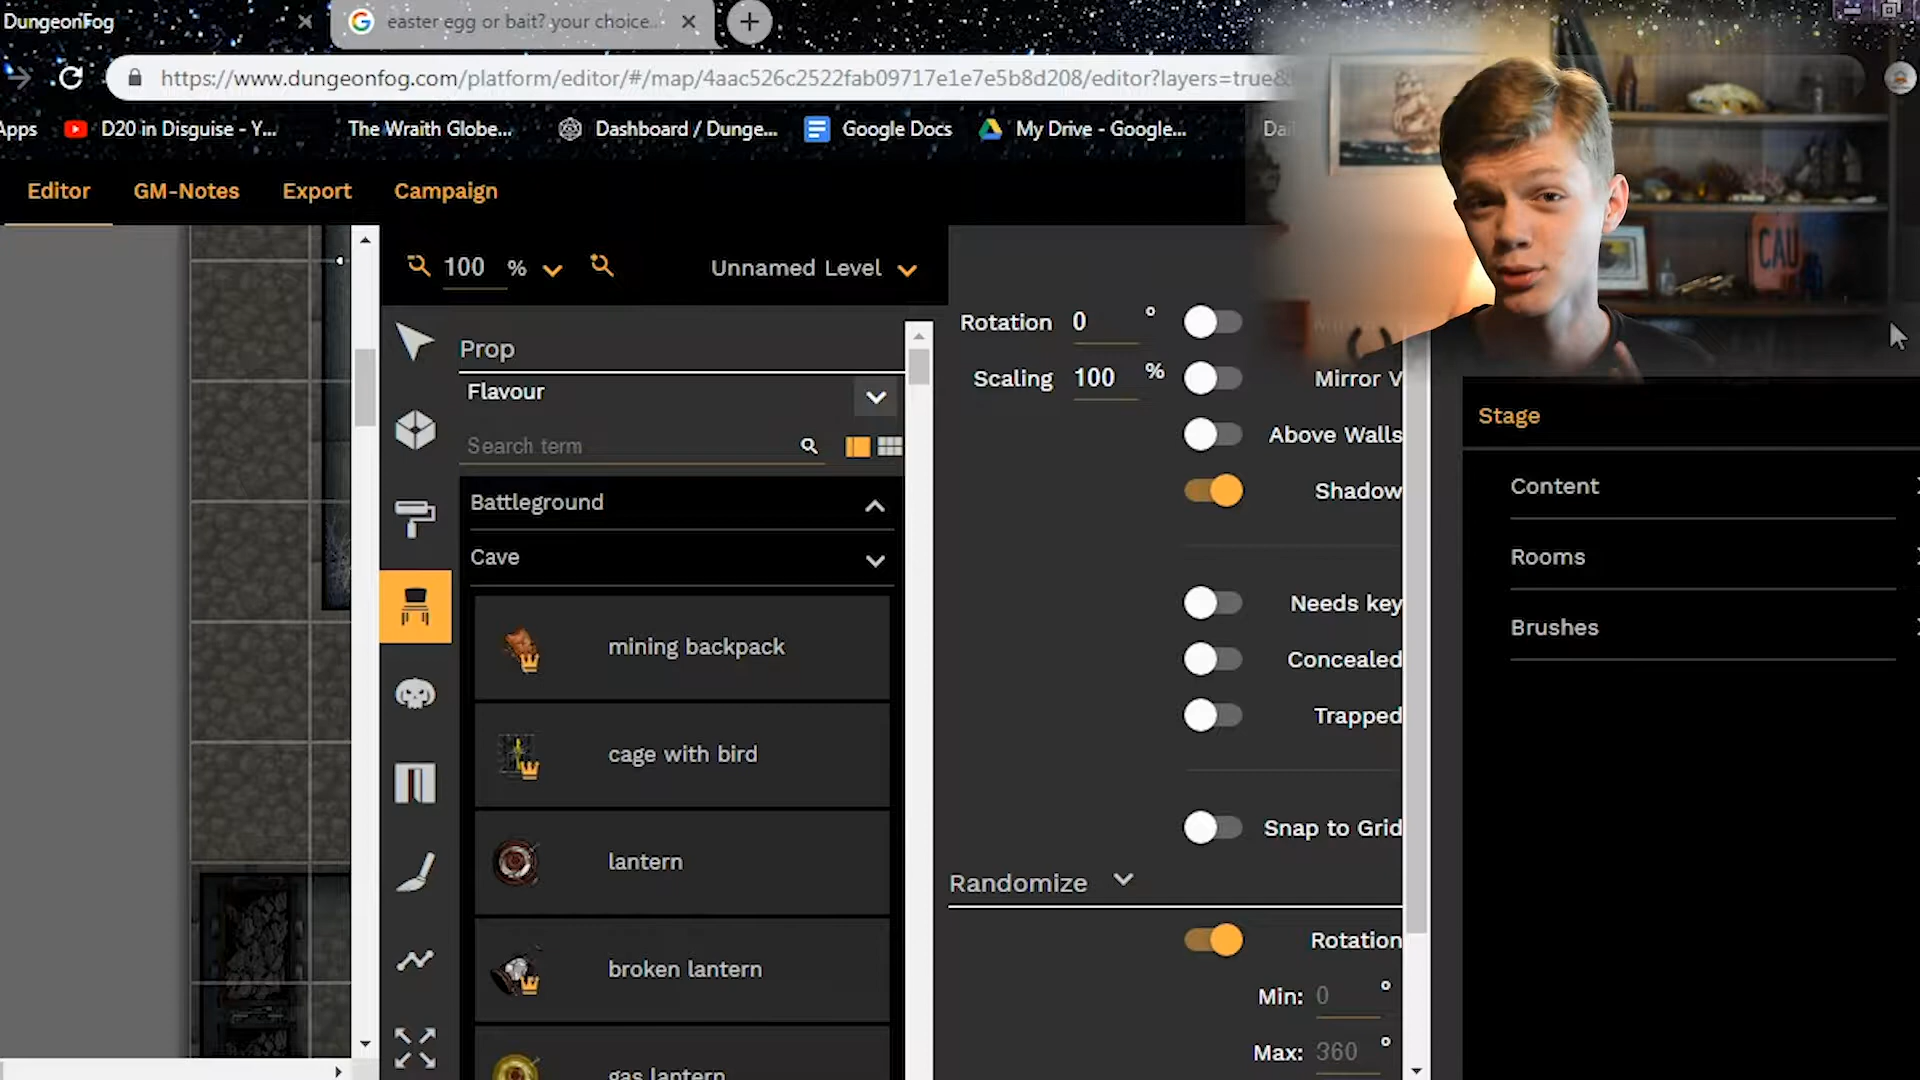 DungeonFog
easter egg or bait? your choice..
https://www.dungeonfog.com/platform/editor/#/map/4aac526c2522fab09717e1e7e5b8d208/editor?layers=true&
Apps
D20 in Disguise - Y...
The Wraith Globe...
Dashboard / Dunge...
Google Docs
My Drive - Google...
Dai
Editor
GM-Notes
Export
Campaign
100 %
Unnamed Level
Prop
Flavour
Search term
Battleground
Cave
mining backpack
cage with bird
lantern
broken lantern
gas lantern
Rotation 0 °
Scaling 100 %
Mirror V
Above Walls
Shadow
Needs key
Concealed
Trapped
Snap to Grid
Randomize
Rotation
Min: 0 °
Max: 360 °
CAU
Stage
Content
Rooms
Brushes